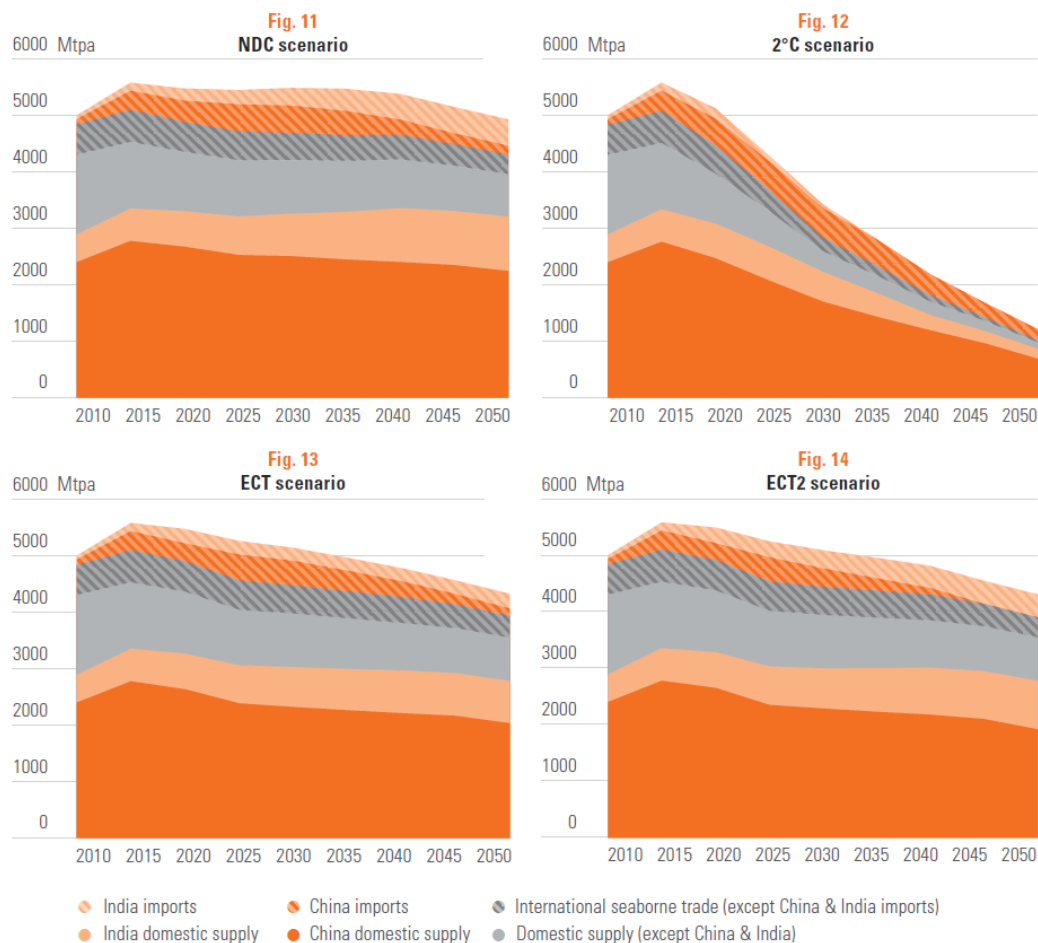 Fig. 11
NDC scenario
6000 Mtpa
5000
4000
3000
2000
1000
0
2010 2015 2020 2025 2030 2035 2040 2045 2050
Fig. 12
2°C scenario
6000 Mtpa
5000
4000
3000
2000
1000
0
2010 2015 2020 2025 2030 2035 2040 2045 2050
Fig. 13
ECT scenario
6000 Mtpa
5000
4000
3000
2000
1000
0
2010 2015 2020 2025 2030 2035 2040 2045 2050
Fig. 14
ECT2 scenario
6000 Mtpa
5000
4000
3000
2000
1000
0
2010 2015 2020 2025 2030 2035 2040 2045 2050
India imports China imports International seaborne trade (except China & India imports)
India domestic supply China domestic supply Domestic supply (except China & India)